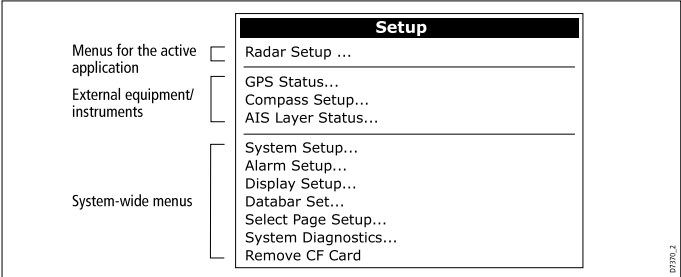 Setup
Menus for the active
application
Radar Setup ...
External equipment/
instruments
GPS Status...
Compass Setup...
AIS Layer Status...
System-wide menus
System Setup...
Alarm Setup...
Display Setup...
Databar Set...
Select Page Setup...
System Diagnostics...
Remove CF Card
D7370_2